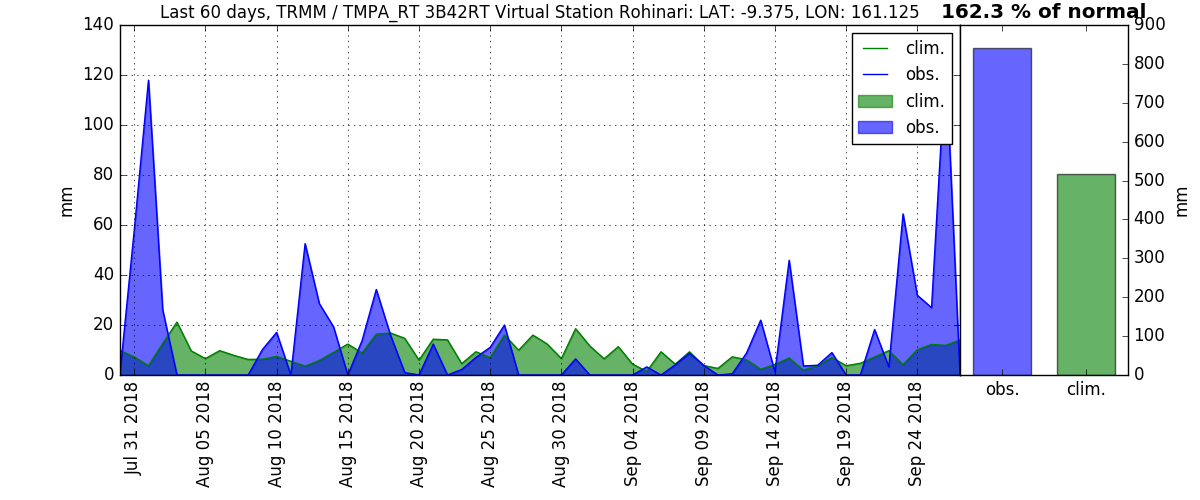 Last 60 days, TRMM / TMPA_RT 3B42RT Virtual Station Rohinari: LAT: -9.375, LON: 161.125
162.3 % of normal
140
120
100
80
60
40
20
0
mm
clim.
obs.
clim.
obs.
900
800
700
600
500
400
300
200
100
0
mm
Jul 31 2018
Aug 05 2018
Aug 10 2018
Aug 15 2018
Aug 20 2018
Aug 25 2018
Aug 30 2018
Sep 04 2018
Sep 09 2018
Sep 14 2018
Sep 19 2018
Sep 24 2018
obs.
clim.